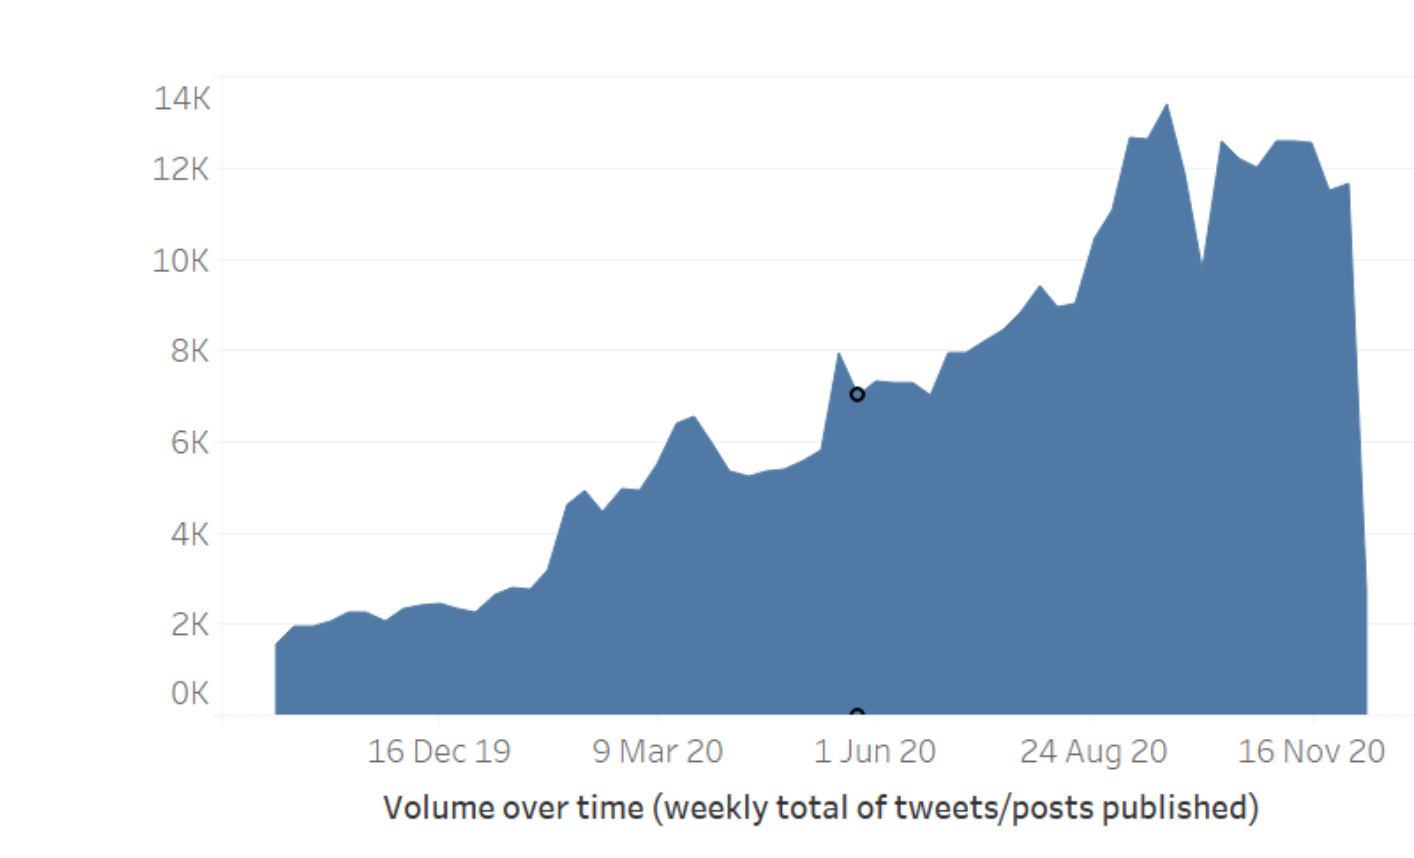 14K
12K
10K
8K
6K
4K
2K
0K
16 Dec 19 9 Mar 20 1 Jun 20 24 Aug 20 16 Nov 20
Volume over time (weekly total of tweets/posts published)